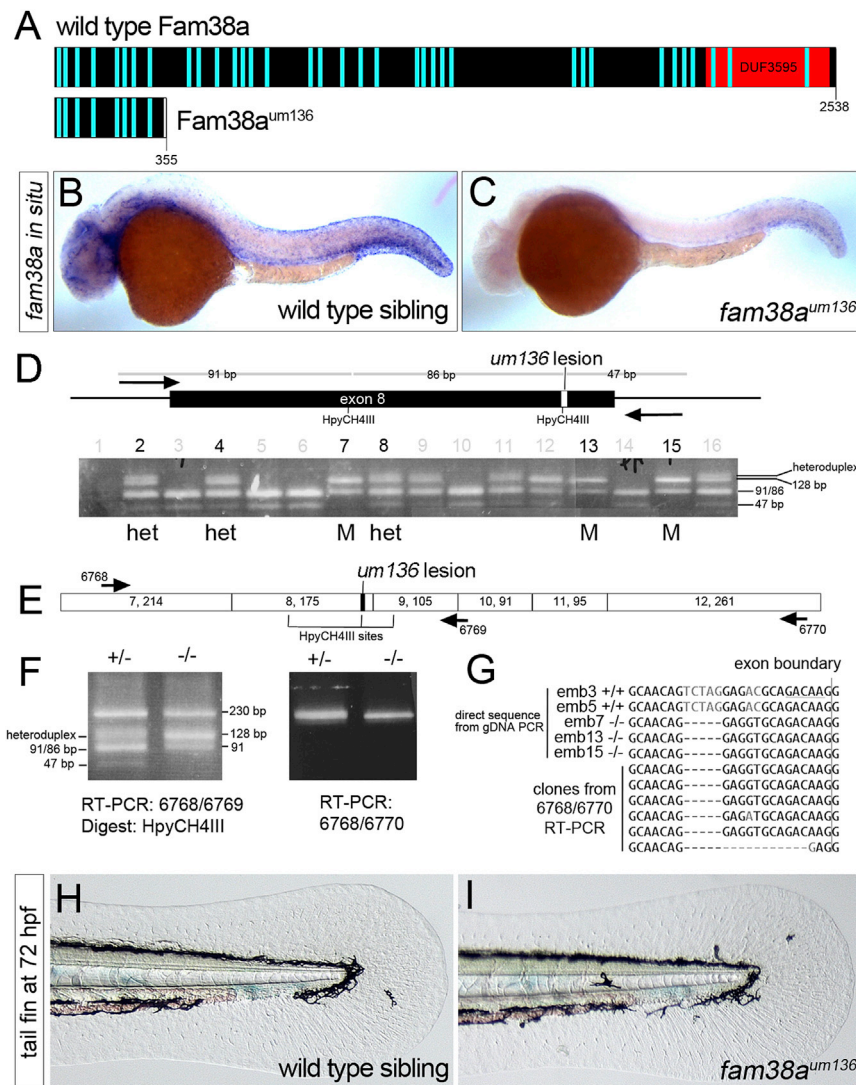 A
wild type Fam38a
DUF3595
2538
Fam38a^um136
355
fam38a in situ
B
wild type sibling
C
fam38a^um136
D
um136 lesion
91 bp
86 bp
47 bp
exon 8
HpyCH4III
HpyCH4III
1 2 3 4 5 6 7 8 9 10 11 12 13 14 15 16
heteroduplex
128 bp
91/86
47 bp
het het M het M M
E
6768
um136 lesion
7, 214 8, 175 9, 105 10, 91 11, 95 12, 261
HpyCH4III sites
6769
6770
F
+/- -/-
230 bp
heteroduplex
128 bp
91/86 bp
91
47 bp
RT-PCR: 6768/6769
Digest: HpyCH4III
+/- -/-
RT-PCR:
6768/6770
G
exon boundary
direct sequence
from gDNA PCR
emb3 +/+ GCAACAGTCTAGGAGACGCAGACAAGG
emb5 +/+ GCAACAGTCTAGGAGACGCAGACAAGG
emb7 -/- GCAACAG-----GAGGTGCAGACAAGG
emb13 -/- GCAACAG-----GAGGTGCAGACAAGG
emb15 -/- GCAACAG-----GAGGTGCAGACAAGG
clones from
6768/6770
RT-PCR
GCAACAG-----GAGGTGCAGACAAGG
GCAACAG-----GAGGTGCAGACAAGG
GCAACAG-----GAGGTGCAGACAAGG
GCAACAG-----GAGATGCAGACAAGG
GCAACAG-----GAGGTGCAGACAAGG
GCAACAG----------------GAGG
tail fin at 72 hpf
H
wild type sibling
I
fam38a^um136